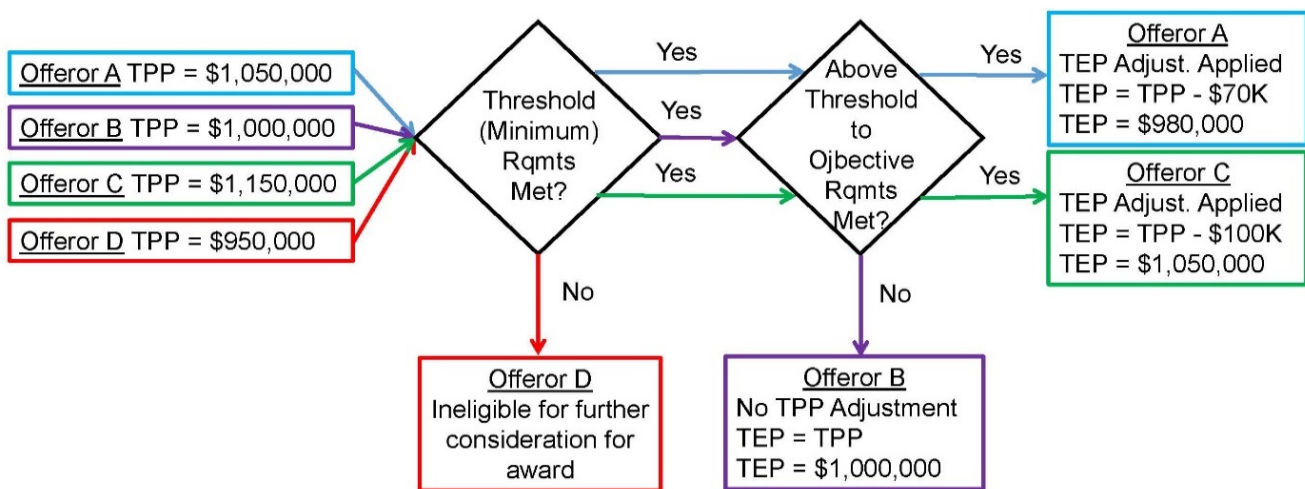 Offeror A TPP = $1,050,000
Offeror B TPP = $1,000,000
Offeror C TPP = $1,150,000
Offeror D TPP = $950,000
Threshold
(Minimum)
Rqmts
Met?
Yes
Yes
Yes
No
Above
Threshold
to
Ojbective
Rqmts
Met?
Yes
Yes
No
Offeror A
TEP Adjust. Applied
TEP = TPP - $70K
TEP = $980,000
Offeror C
TEP Adjust. Applied
TEP = TPP - $100K
TEP = $1,050,000
Offeror D
Ineligible for further
consideration for
award
Offeror B
No TPP Adjustment
TEP = TPP
TEP = $1,000,000